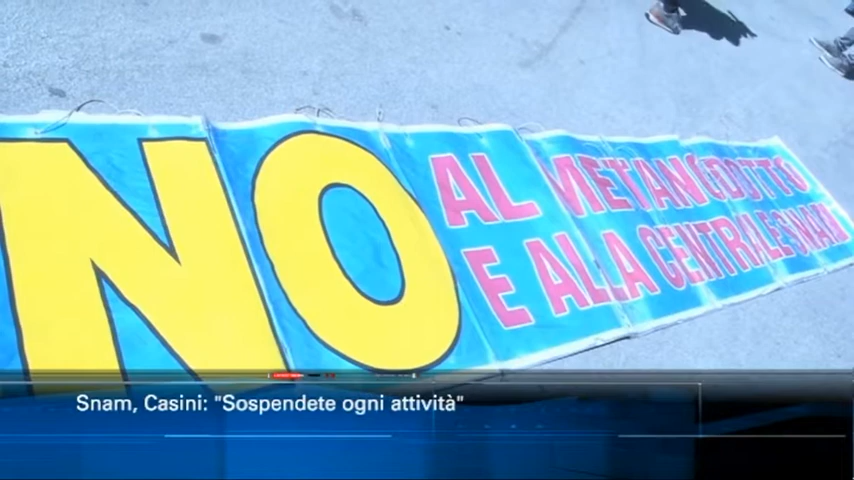 NO
AL METANODOTTO
E ALLA CENTRALE SNAM
Snam, Casini: "Sospendete ogni attività"